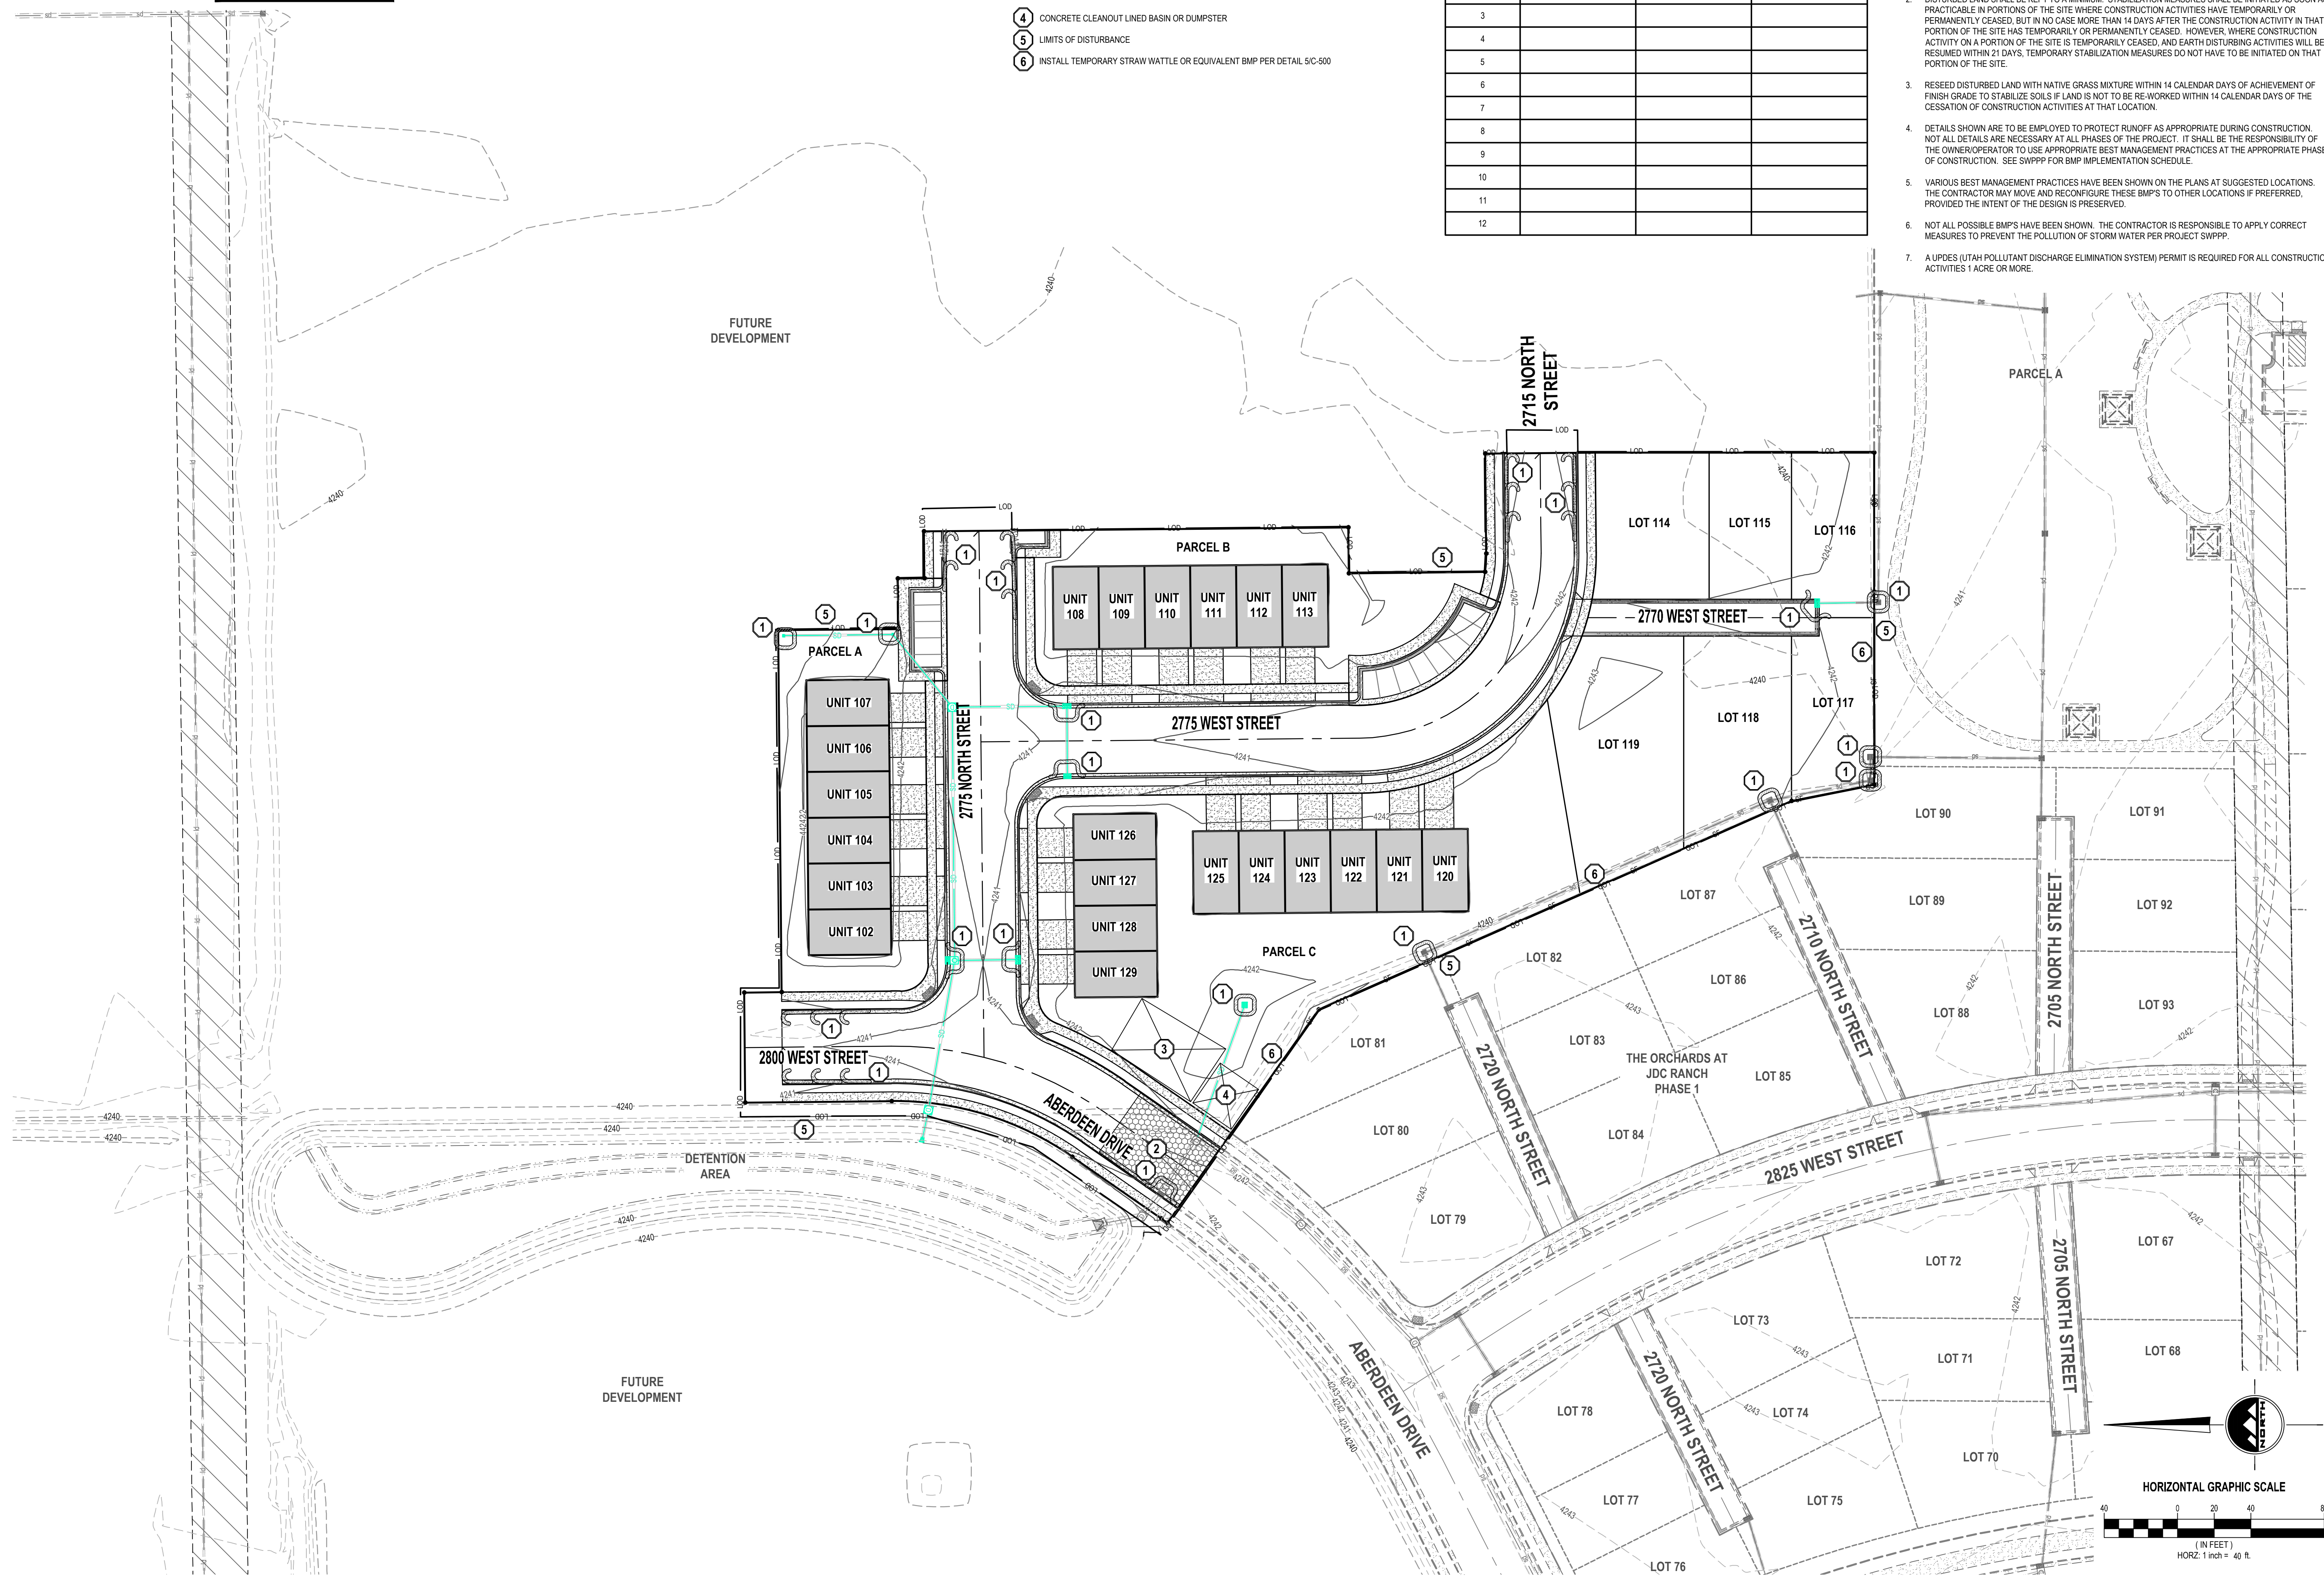 4 CONCRETE CLEANOUT LINED BASIN OR DUMPSTER
5 LIMITS OF DISTURBANCE
6 INSTALL TEMPORARY STRAW WATTLE OR EQUIVALENT BMP PER DETAIL 5/C-500
3
4
5
6
7
8
9
10
11
12
PRACTICABLE IN PORTIONS OF THE SITE WHERE CONSTRUCTION ACTIVITIES HAVE TEMPORARILY OR
PERMANENTLY CEASED, BUT IN NO CASE MORE THAN 14 DAYS AFTER THE CONSTRUCTION ACTIVITY IN THAT
PORTION OF THE SITE HAS TEMPORARILY OR PERMANENTLY CEASED. HOWEVER, WHERE CONSTRUCTION
ACTIVITY ON A PORTION OF THE SITE IS TEMPORARILY CEASED, AND EARTH DISTURBING ACTIVITIES WILL BE
RESUMED WITHIN 21 DAYS, TEMPORARY STABILIZATION MEASURES DO NOT HAVE TO BE INITIATED ON THAT
PORTION OF THE SITE.
3. RESEED DISTURBED LAND WITH NATIVE GRASS MIXTURE WITHIN 14 CALENDAR DAYS OF ACHIEVEMENT OF
FINISH GRADE TO STABILIZE SOILS IF LAND IS NOT TO BE RE-WORKED WITHIN 14 CALENDAR DAYS OF THE
CESSATION OF CONSTRUCTION ACTIVITIES AT THAT LOCATION.
4. DETAILS SHOWN ARE TO BE EMPLOYED TO PROTECT RUNOFF AS APPROPRIATE DURING CONSTRUCTION.
NOT ALL DETAILS ARE NECESSARY AT ALL PHASES OF THE PROJECT. IT SHALL BE THE RESPONSIBILITY OF
THE OWNER/OPERATOR TO USE APPROPRIATE BEST MANAGEMENT PRACTICES AT THE APPROPRIATE PHASE
OF CONSTRUCTION. SEE SWPPP FOR BMP IMPLEMENTATION SCHEDULE.
5. VARIOUS BEST MANAGEMENT PRACTICES HAVE BEEN SHOWN ON THE PLANS AT SUGGESTED LOCATIONS.
THE CONTRACTOR MAY MOVE AND RECONFIGURE THESE BMP'S TO OTHER LOCATIONS IF PREFERRED,
PROVIDED THE INTENT OF THE DESIGN IS PRESERVED.
6. NOT ALL POSSIBLE BMP'S HAVE BEEN SHOWN. THE CONTRACTOR IS RESPONSIBLE TO APPLY CORRECT
MEASURES TO PREVENT THE POLLUTION OF STORM WATER PER PROJECT SWPPP.
7. A UPDES (UTAH POLLUTANT DISCHARGE ELIMINATION SYSTEM) PERMIT IS REQUIRED FOR ALL CONSTRUCTIO
ACTIVITIES 1 ACRE OR MORE.
FUTURE
DEVELOPMENT
4240
4240
2715 NORTH
STREET
PARCEL A
LOD
LOT 114
LOT 115
LOT 116
4240
4242
4241
PARCEL B
UNIT
108
UNIT
109
UNIT
110
UNIT
111
UNIT
112
UNIT
113
2770 WEST STREET
PARCEL A
UNIT 107
UNIT 106
UNIT 105
UNIT 104
UNIT 103
UNIT 102
2775 NORTH STREET
2775 WEST STREET
4241
4243
4240
4242
LOT 117
LOT 118
LOT 119
UNIT 126
UNIT 127
UNIT 128
UNIT 129
UNIT
125
UNIT
124
UNIT
123
UNIT
122
UNIT
121
UNIT
120
PARCEL C
4242
4240
LOT 90
LOT 91
LOT 89
LOT 92
LOT 88
LOT 93
LOT 87
LOT 82
LOT 86
LOT 81
LOT 83
LOT 85
LOT 80
LOT 84
LOT 79
THE ORCHARDS AT
JDC RANCH
PHASE 1
2710 NORTH STREET
2705 NORTH STREET
2720 NORTH STREET
2800 WEST STREET
ABERDEEN DRIVE
4240
4240
4240
4240
DETENTION
AREA
4240
4240
2825 WEST STREET
LOT 67
LOT 72
LOT 73
LOT 71
LOT 68
2705 NORTH STREET
LOT 78
LOT 74
LOT 70
LOT 77
LOT 75
LOT 76
2720 NORTH STREET
ABERDEEN DRIVE
FUTURE
DEVELOPMENT
NORTH
HORIZONTAL GRAPHIC SCALE
40 0 20 40
( IN FEET )
HORZ: 1 inch = 40 ft.